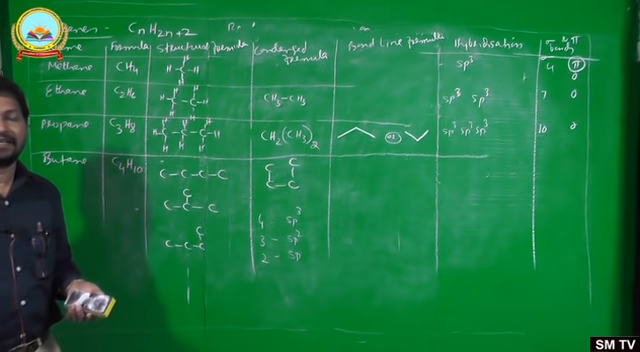 anes - CnH2n+2
ame Formula Structural formula Condensed formula Bond Line formula Hybridisation σ & π bonds
Methane CH4 H H C H H - sp3 4 π
0
Ethane C2H6 CH3-CH3 sp3 sp3 7 0
Propane C3H8 CH2(CH3)2 or sp3 sp3 sp3 10 0
Butane C4H10 C-C-C-C C C
C C-C
C-C-C 4 - sp3
C 3 - sp2
C-C-C 2 - sp
SM TV